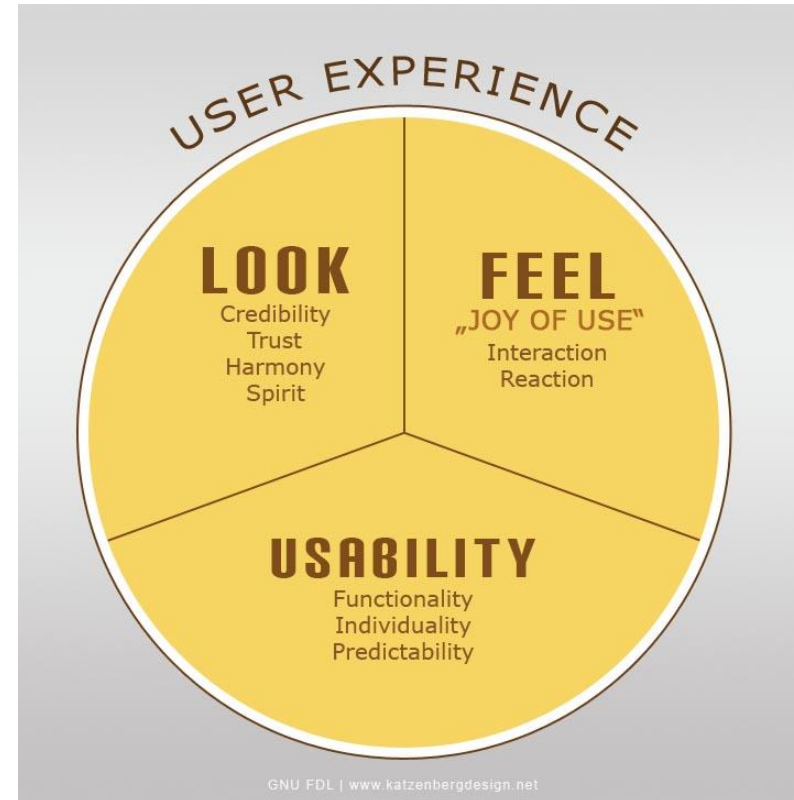 USER EXPERIENCE
LOOK
Credibility
Trust
Harmony
Spirit
FEEL
„JOY OF USE“
Interaction
Reaction
USABILITY
Functionality
Individuality
Predictability
GNU FDL | www.katzenbergdesign.net